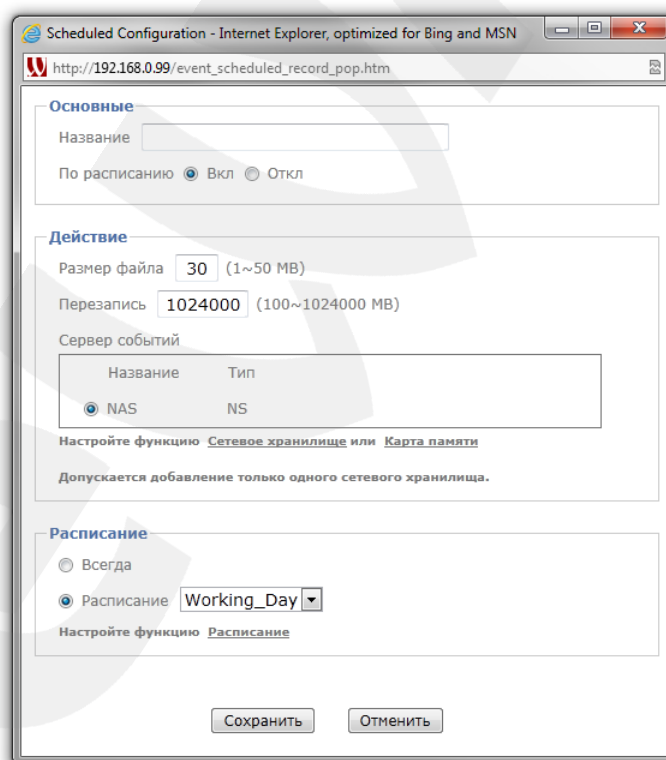 Scheduled Configuration - Internet Explorer, optimized for Bing and MSN
http://192.168.0.99/event_scheduled_record_pop.htm
Основные
Название
По расписанию Вкл Откл
Действие
Размер файла 30 (1~50 MB)
Перезапись 1024000 (100~1024000 MB)
Сервер событий
Название Тип
NAS NS
Настройте функцию Сетевое хранилище или Карта памяти
Допускается добавление только одного сетевого хранилища.
Расписание
Всегда
Расписание Working_Day
Настройте функцию Расписание
Сохранить Отменить